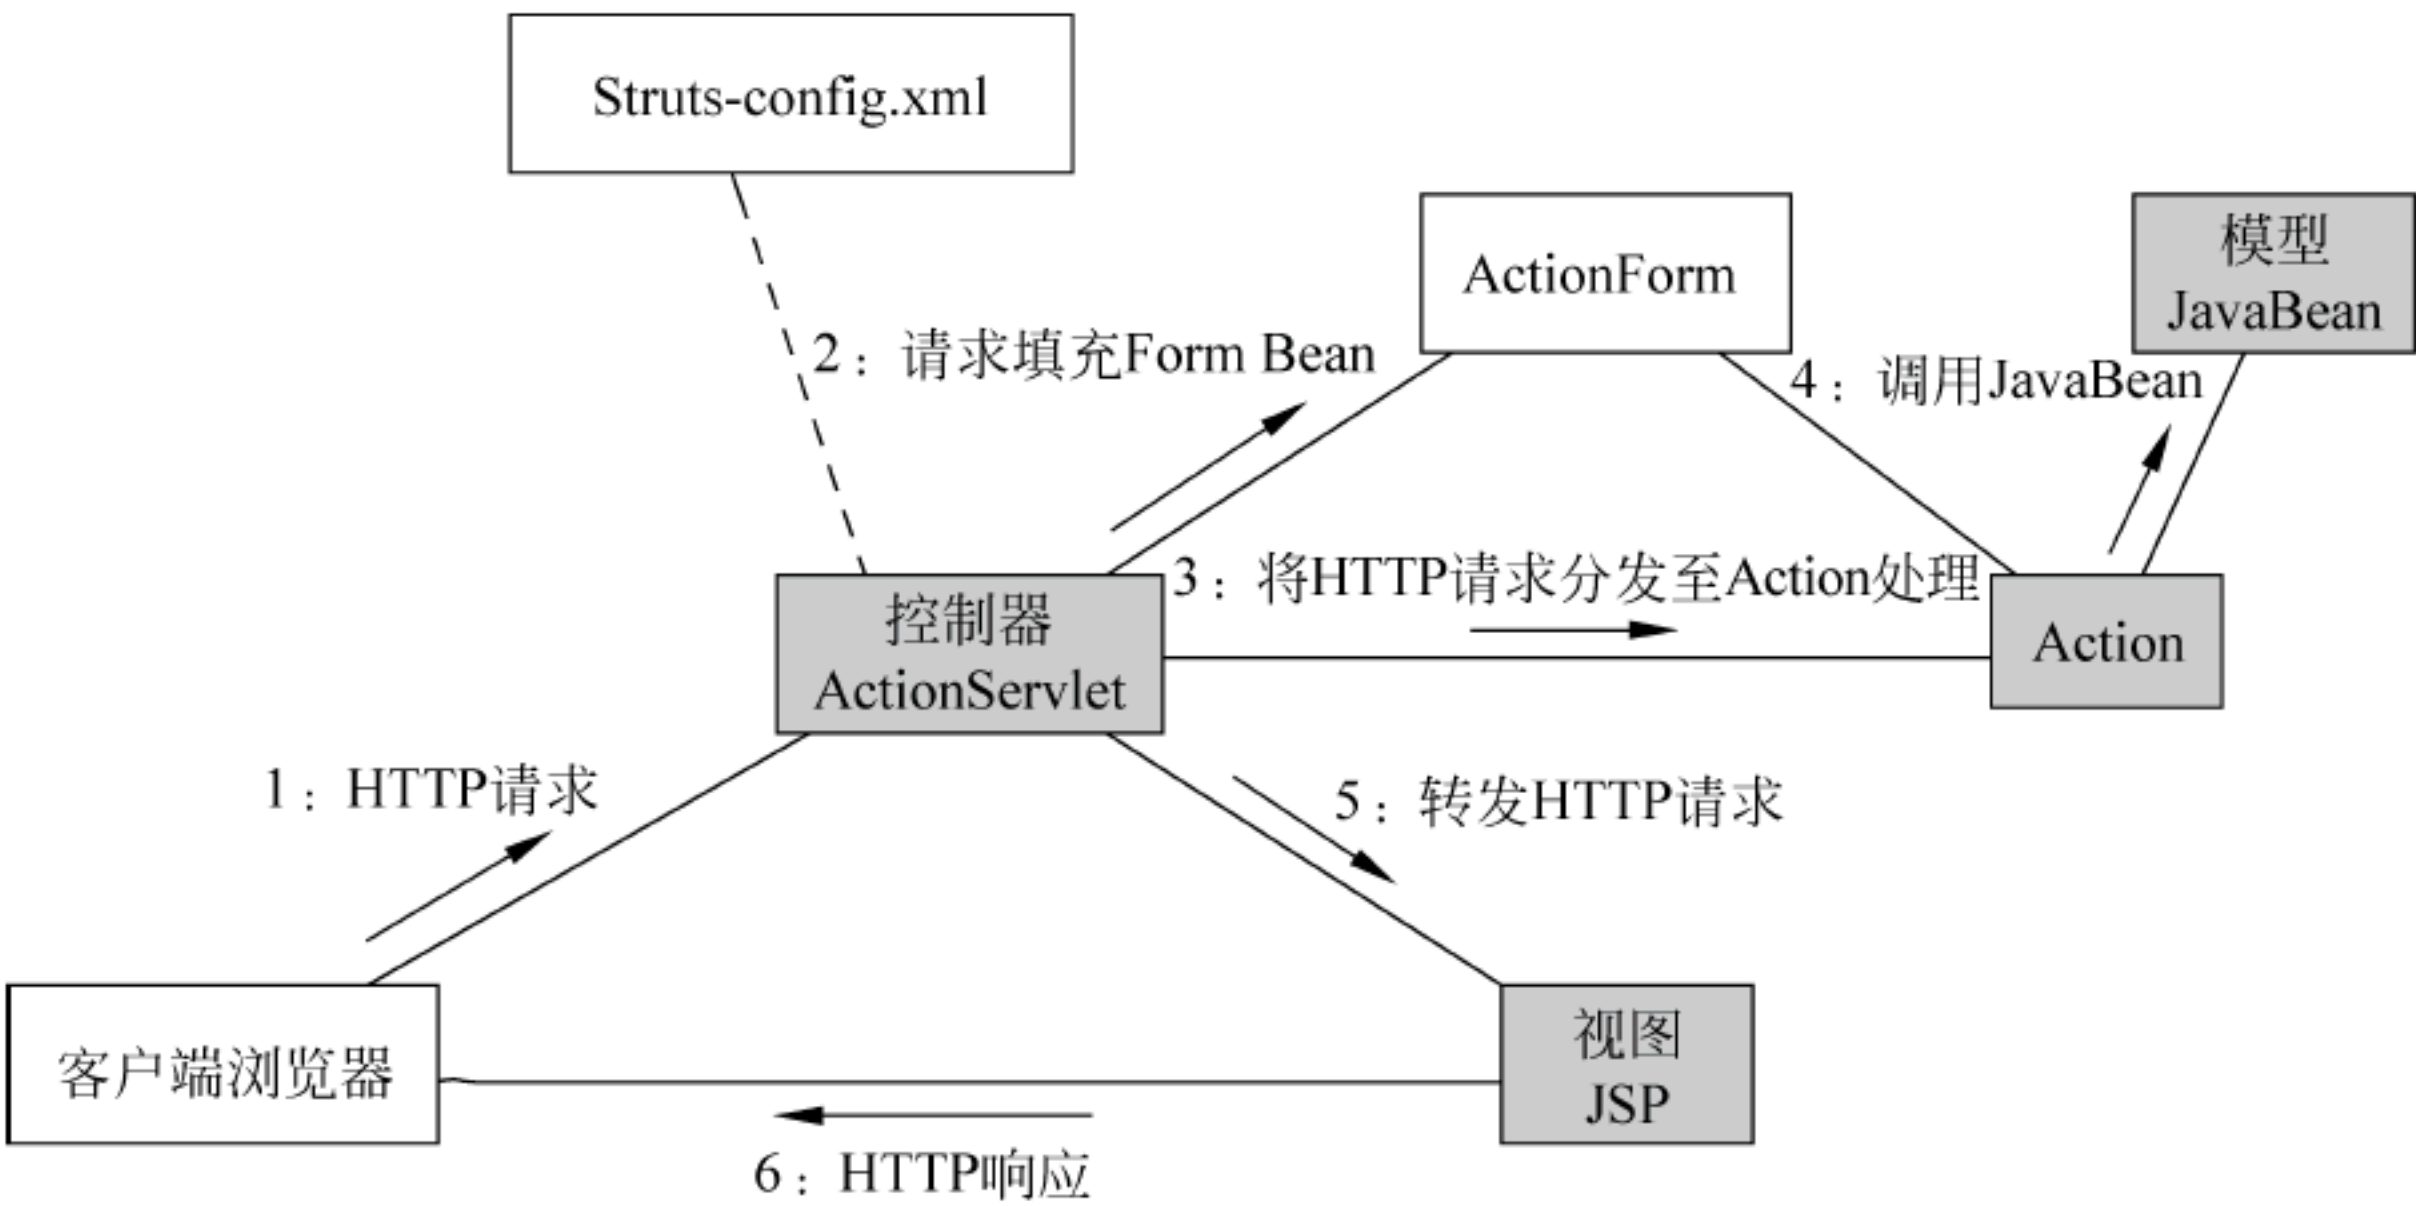 Struts-config.xml
ActionForm
模型
JavaBean
2：请求填充Form Bean
4：调用JavaBean
3：将HTTP请求分发至Action处理
控制器
ActionServlet
Action
1：HTTP请求
5：转发HTTP请求
客户端浏览器
视图
JSP
6：HTTP响应